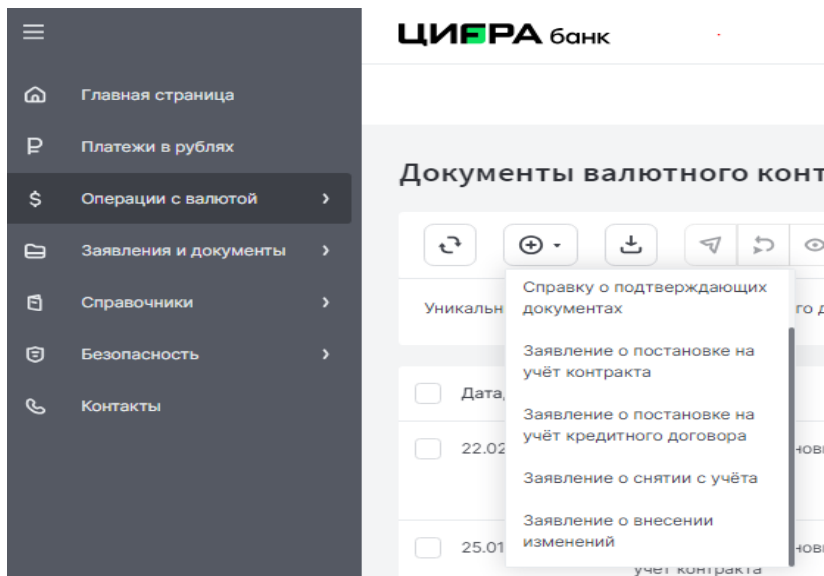 ЦИФРА банк
Главная страница
Платежи в рублях
Операции с валютой
Заявления и документы
Справочники
Безопасность
Контакты
Документы валютного конт
Справку о подтверждающих
документах
Заявление о постановке на
учёт контракта
Заявление о постановке на
учёт кредитного договора
Заявление о снятии с учёта
Заявление о внесении
изменений
Уникальн
го д
Дата,
22.02
нов
25.01
нов
учёт контракта